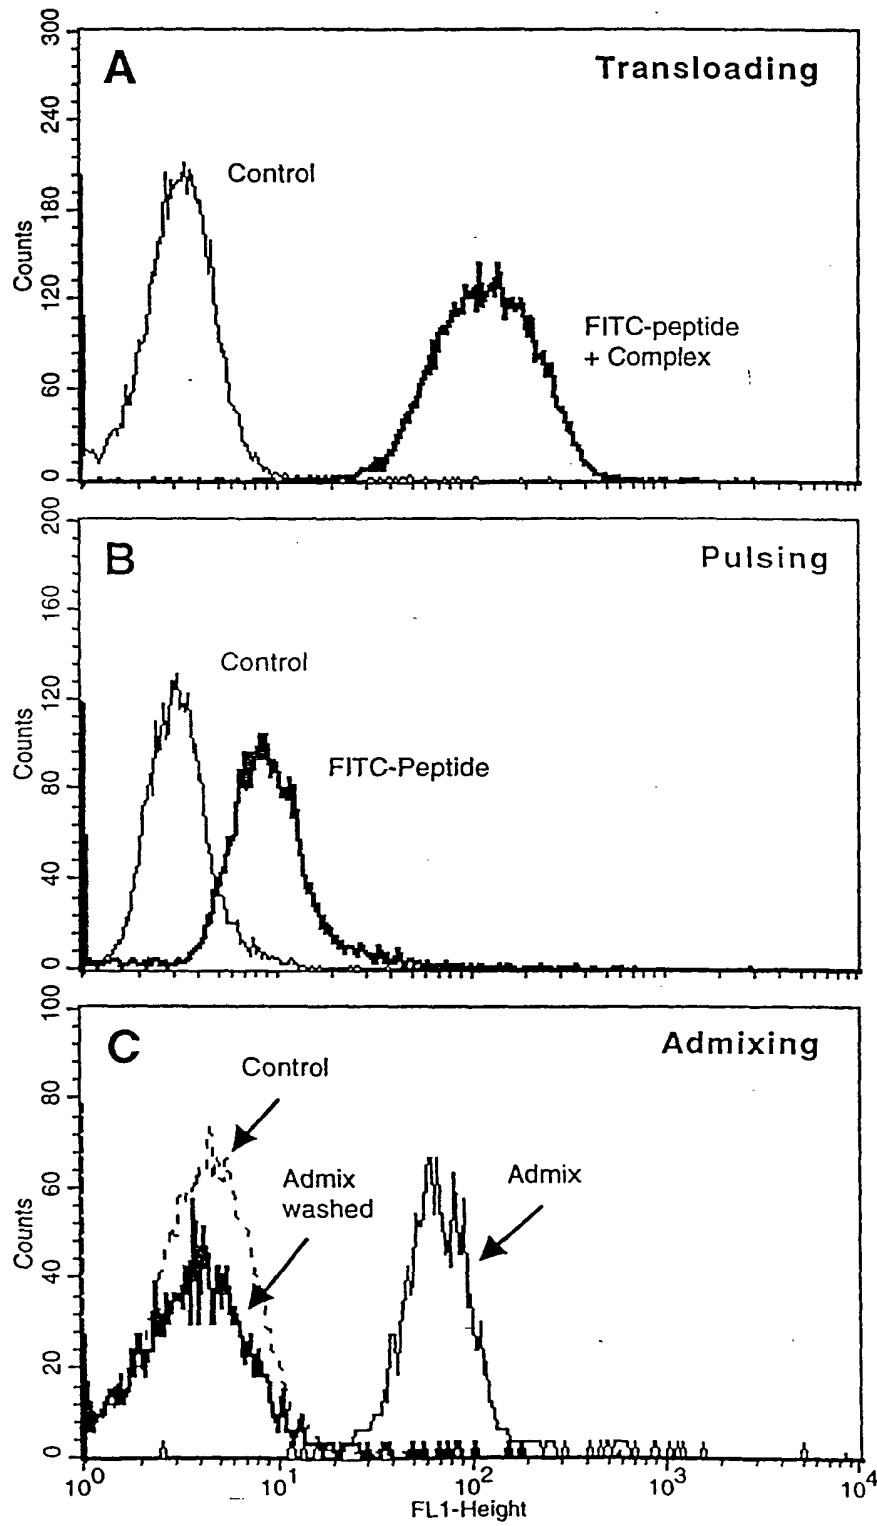 A
Transloading
300
240
180
120
60
0
Counts
Control
FITC-peptide
+ Complex
B
Pulsing
200
160
120
80
40
0
Counts
Control
FITC-Peptide
C
Admixing
100
80
60
40
20
0
Counts
Control
Admix
washed
Admix
10⁰
10¹
10²
10³
10⁴
FL1-Height